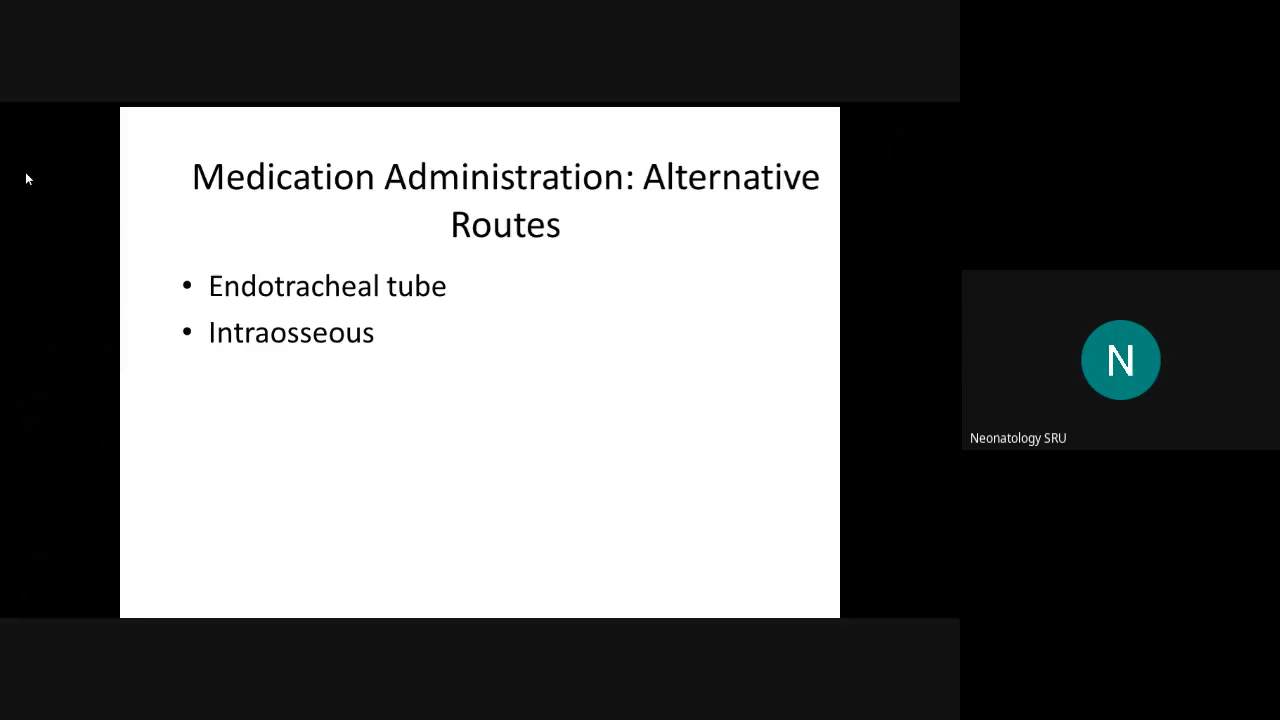 Medication Administration: Alternative
Routes
• Endotracheal tube
• Intraosseous
N
Neonatology SRU